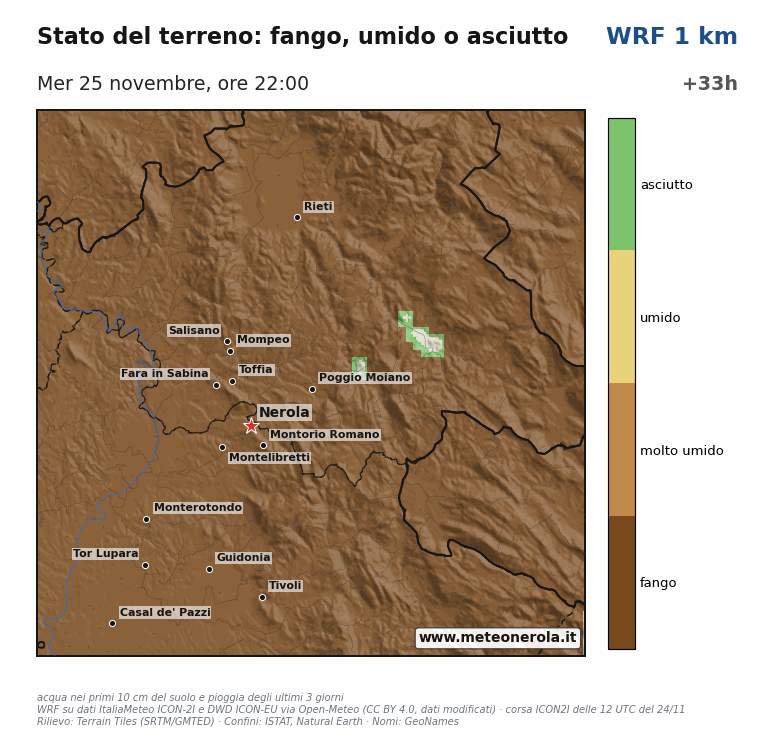 Stato del terreno: fango, umido o asciutto
WRF 1 km
Mer 25 novembre, ore 22:00
+33h
asciutto
umido
molto umido
fango
Rieti
Salisano
Mompeo
Fara in Sabina
Toffia
Poggio Moiano
Nerola
Montorio Romano
Montelibretti
Monterotondo
Tor Lupara
Guidonia
Tivoli
Casal de' Pazzi
www.meteonerola.it
acqua nei primi 10 cm del suolo e pioggia degli ultimi 3 giorni
WRF su dati ItaliaMeteo ICON-2I e DWD ICON-EU via Open-Meteo (CC BY 4.0, dati modificati) · corsa ICON2I delle 12 UTC del 24/11
Rilievo: Terrain Tiles (SRTM/GMTED) · Confini: ISTAT, Natural Earth · Nomi: GeoNames